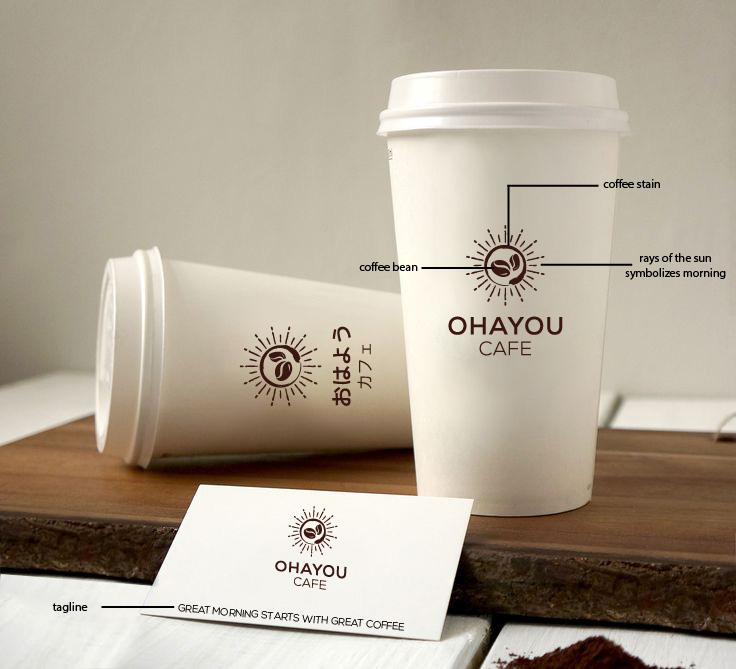 coffee stain
coffee bean
rays of the sun
symbolizes morning
OHAYOU
CAFE
おはよう
カフェ
OHAYOU
CAFE
tagline
GREAT MORNING STARTS WITH GREAT COFFEE